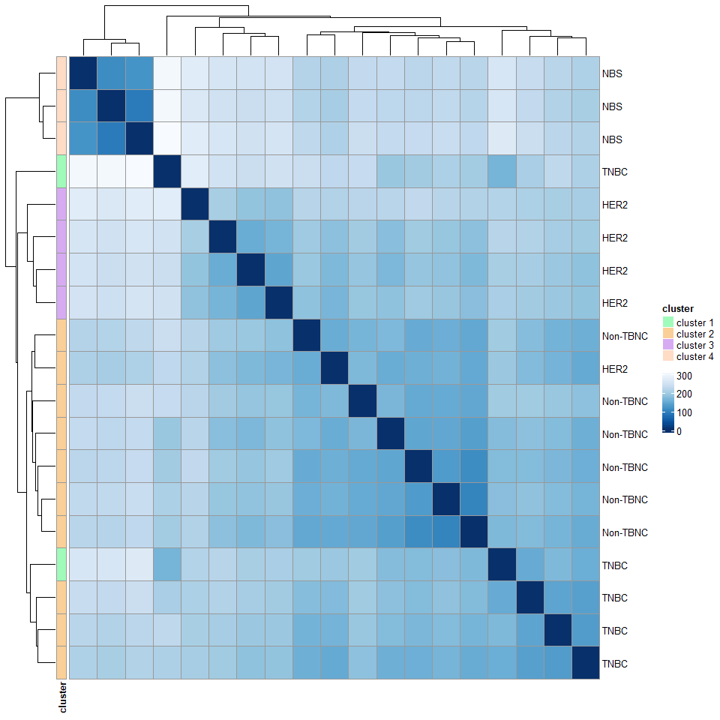 NBS
NBS
NBS
TNBC
HER2
HER2
HER2
HER2
Non-TBNC
HER2
Non-TBNC
Non-TBNC
Non-TBNC
Non-TBNC
Non-TBNC
TNBC
TNBC
TNBC
TNBC
cluster
cluster
cluster 1
cluster 2
cluster 3
cluster 4
300
200
100
0